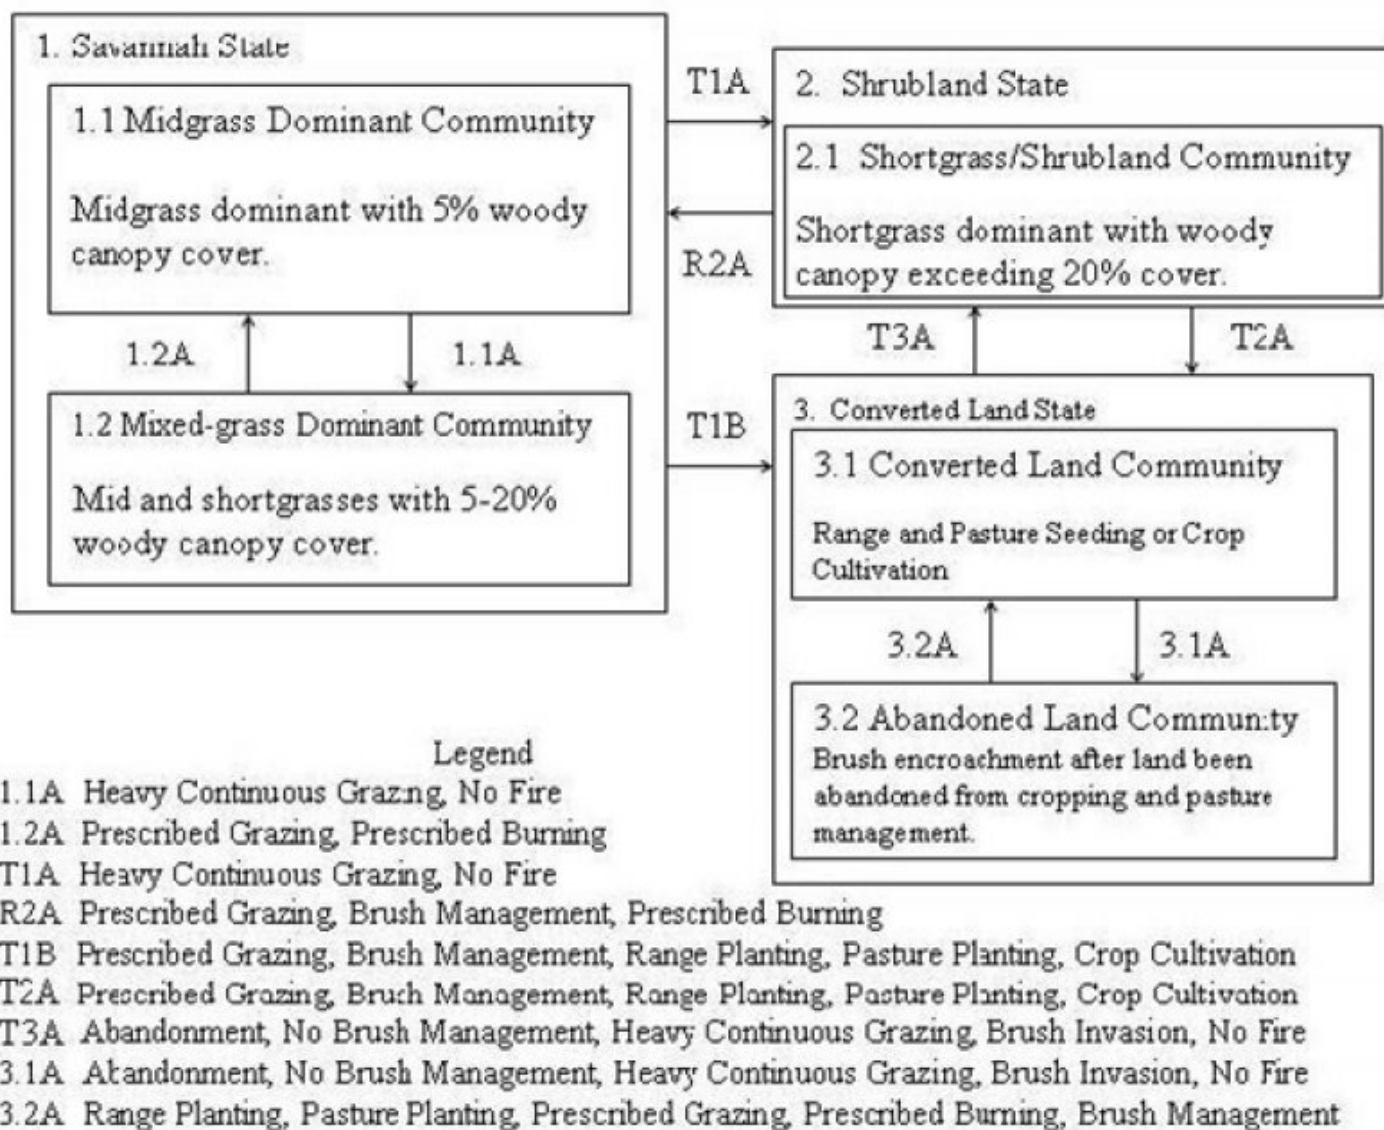 1. Savannah State
1.1 Midgrass Dominant Community
Midgrass dominant with 5% woody
canopy cover.
1.2A
1.1A
1.2 Mixed-grass Dominant Community
Mid and shortgrasses with 5-20%
woody canopy cover.
T1A
R2A
T1B
2. Shrubland State
2.1 Shortgrass/Shrubland Community
Shortgrass dominant with woody
canopy exceeding 20% cover.
T3A
T2A
3. Converted Land State
3.1 Converted Land Community
Range and Pasture Seeding or Crop
Cultivation
3.2A
3.1A
3.2 Abandoned Land Community
Brush encroachment after land been
abandoned from cropping and pasture
management.
Legend
1.1A Heavy Continuous Grazing, No Fire
1.2A Prescribed Grazing, Prescribed Burning
T1A Heavy Continuous Grazing, No Fire
R2A Prescribed Grazing, Brush Management, Prescribed Burning
T1B Prescribed Grazing, Brush Management, Range Planting, Pasture Planting, Crop Cultivation
T2A Prescribed Grazing, Brush Management, Range Planting, Pasture Planting, Crop Cultivation
T3A Abandonment, No Brush Management, Heavy Continuous Grazing, Brush Invasion, No Fire
3.1A Abandonment, No Brush Management, Heavy Continuous Grazing, Brush Invasion, No Fire
3.2A Range Planting, Pasture Planting, Prescribed Grazing, Prescribed Burning, Brush Management